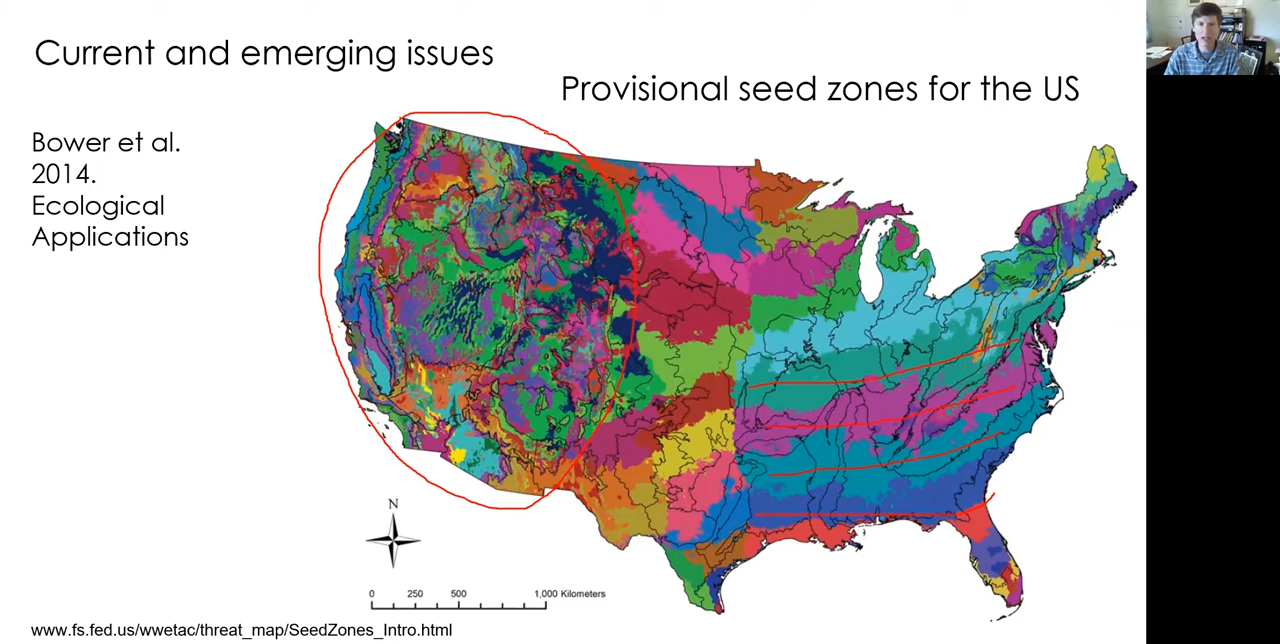 Current and emerging issues
Provisional seed zones for the US
Bower et al.
2014.
Ecological
Applications
N
0 250 500 1,000 Kilometers
www.fs.fed.us/wwetac/threat_map/SeedZones_Intro.html